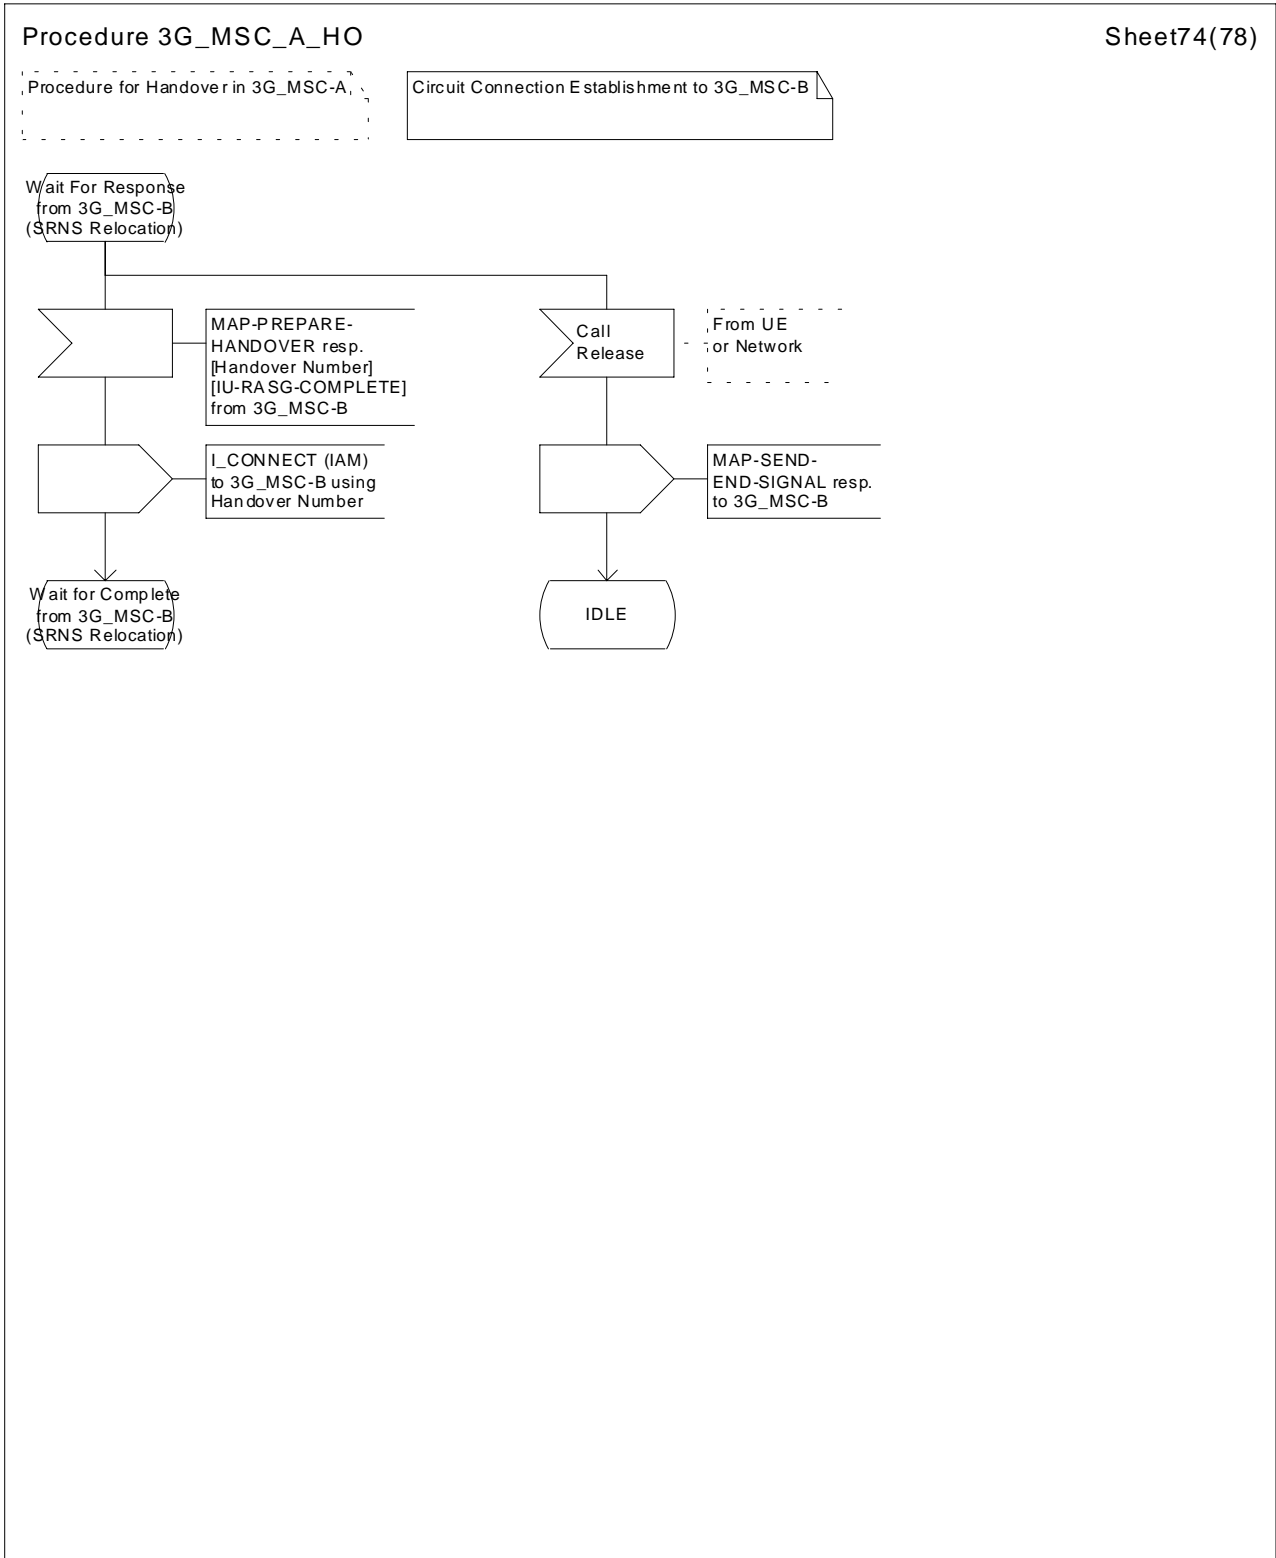 Procedure 3G_MSC_A_HO
Sheet74(78)
Procedure for Handover in 3G_MSC-A
Circuit Connection Establishment to 3G_MSC-B
Wait For Response
from 3G_MSC-B
(SRNS Relocation)
MAP-PREPARE-
HANDOVER resp.
[Handover Number]
[IU-RASG-COMPLETE]
from 3G_MSC-B
Call
Release
From UE
or Network
I_CONNECT (IAM)
to 3G_MSC-B using
Handover Number
MAP-SEND-
END-SIGNAL resp.
to 3G_MSC-B
Wait for Complete
from 3G_MSC-B
(SRNS Relocation)
IDLE